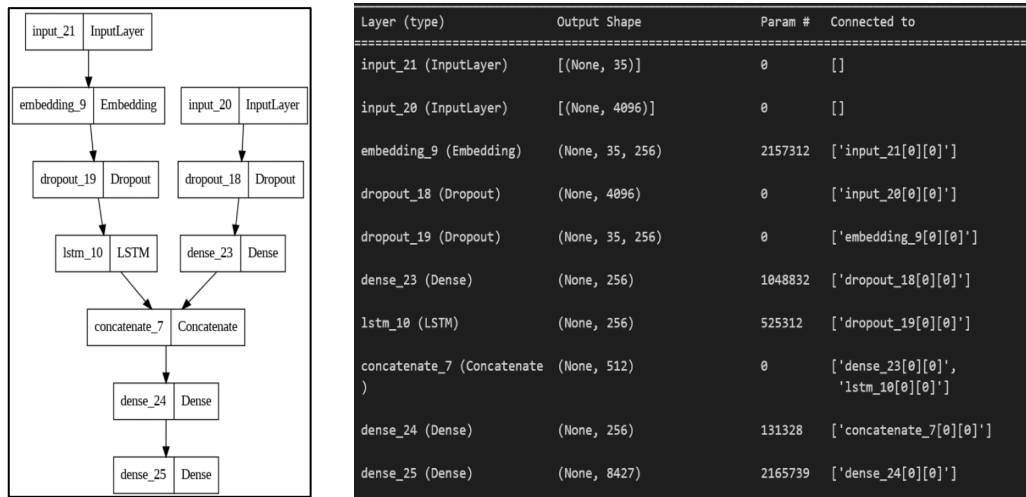 input_21 InputLayer
embedding_9 Embedding input_20 InputLayer
dropout_19 Dropout dropout_18 Dropout
lstm_10 LSTM dense_23 Dense
concatenate_7 Concatenate
dense_24 Dense
dense_25 Dense
Layer (type) Output Shape Param # Connected to
==================================================================================================
input_21 (InputLayer) [(None, 35)] 0 []
input_20 (InputLayer) [(None, 4096)] 0 []
embedding_9 (Embedding) (None, 35, 256) 2157312 ['input_21[0][0]']
dropout_18 (Dropout) (None, 4096) 0 ['input_20[0][0]']
dropout_19 (Dropout) (None, 35, 256) 0 ['embedding_9[0][0]']
dense_23 (Dense) (None, 256) 1048832 ['dropout_18[0][0]']
lstm_10 (LSTM) (None, 256) 525312 ['dropout_19[0][0]']
concatenate_7 (Concatenate (None, 512) 0 ['dense_23[0][0]',
) 'lstm_10[0][0]']
dense_24 (Dense) (None, 256) 131328 ['concatenate_7[0][0]']
dense_25 (Dense) (None, 8427) 2165739 ['dense_24[0][0]']